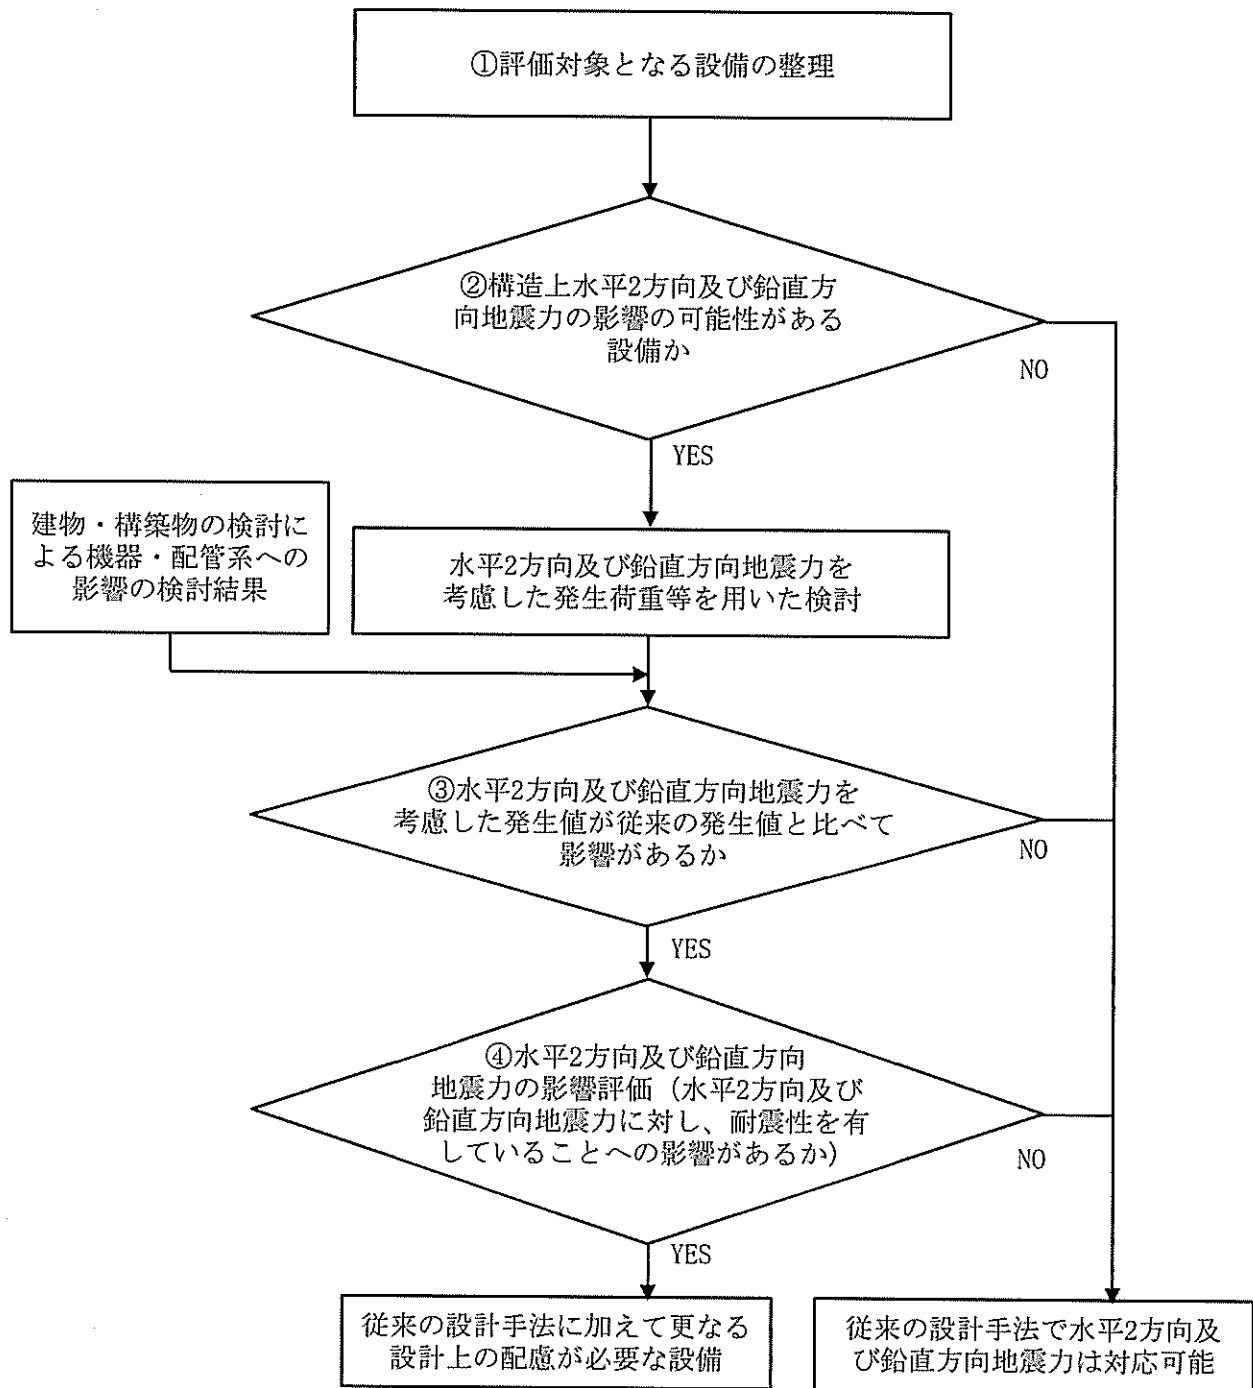 ①評価対象となる設備の整理
②構造上水平2方向及び鉛直方
向地震力の影響の可能性がある
設備か
NO
YES
建物・構築物の検討に
よる機器・配管系への
影響の検討結果
水平2方向及び鉛直方向地震力を
考慮した発生荷重等を用いた検討
③水平2方向及び鉛直方向地震力を
考慮した発生値が従来の発生値と比べて
影響があるか
NO
YES
④水平2方向及び鉛直方向
地震力の影響評価（水平2方向及び
鉛直方向地震力に対し、耐震性を有
していることへの影響があるか）
NO
YES
従来の設計手法に加えて更なる
設計上の配慮が必要な設備
従来の設計手法で水平2方向及
び鉛直方向地震力は対応可能